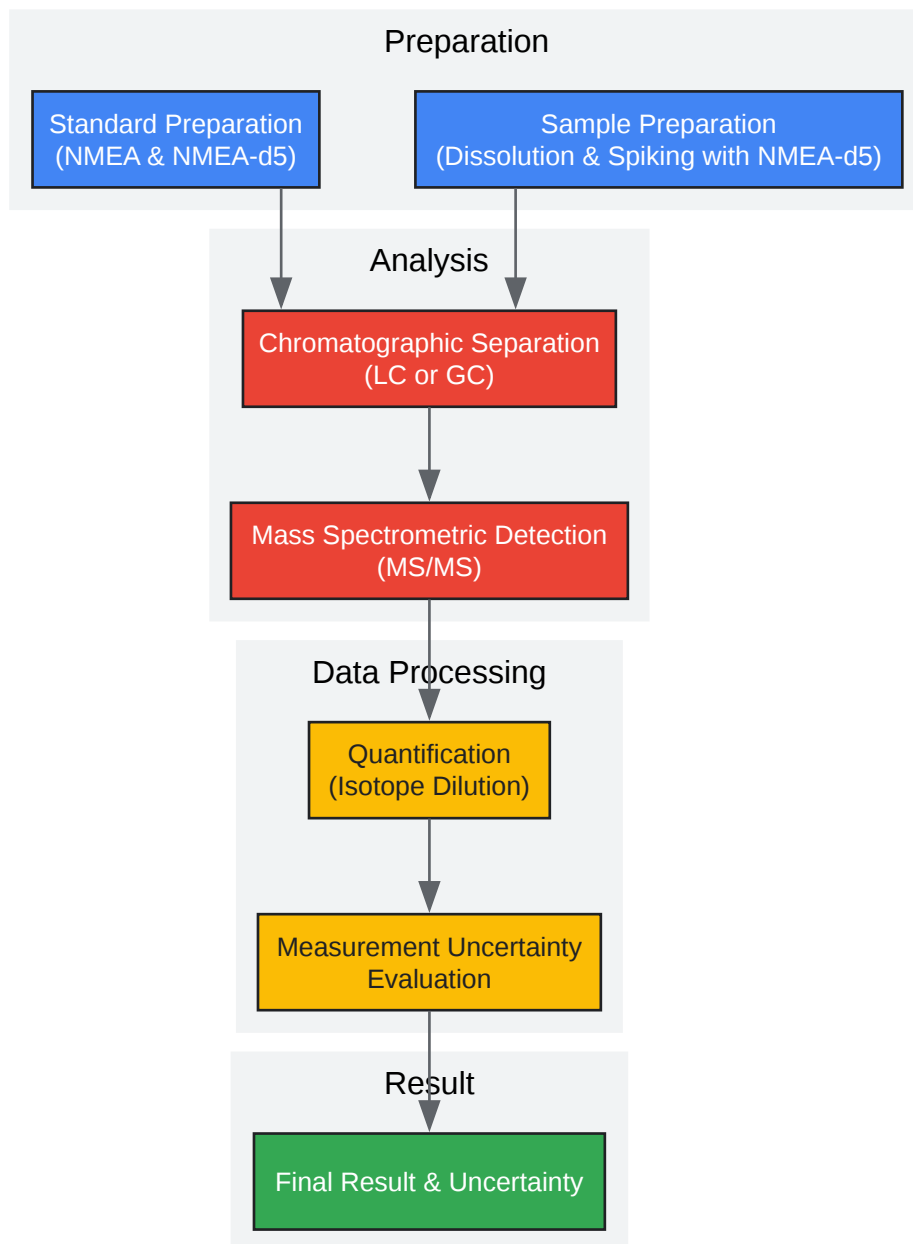 Preparation
Standard Preparation
(NMEA & NMEA-d5)
Sample Preparation
(Dissolution & Spiking with NMEA-d5)
Analysis
Chromatographic Separation
(LC or GC)
Mass Spectrometric Detection
(MS/MS)
Data Processing
Quantification
(Isotope Dilution)
Measurement Uncertainty
Evaluation
Result
Final Result & Uncertainty